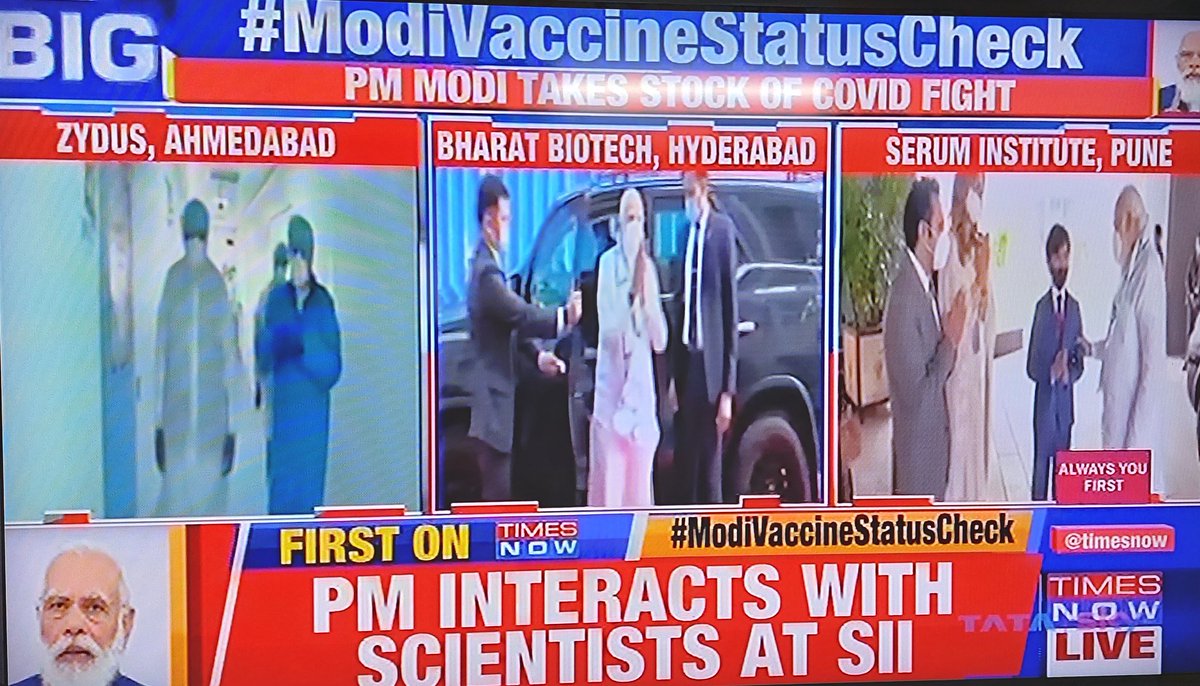 BIG
#ModiVaccineStatusCheck
PM MODI TAKES STOCK OF COVID FIGHT
ZYDUS, AHMEDABAD
BHARAT BIOTECH, HYDERABAD
SERUM INSTITUTE, PUNE
ALWAYS YOU
FIRST
FIRST ON
TIMES
NOW
#ModiVaccineStatusCheck
@timesnow
PM INTERACTS WITH
SCIENTISTS AT SII
TATA SKY
TIMES
NOW
LIVE